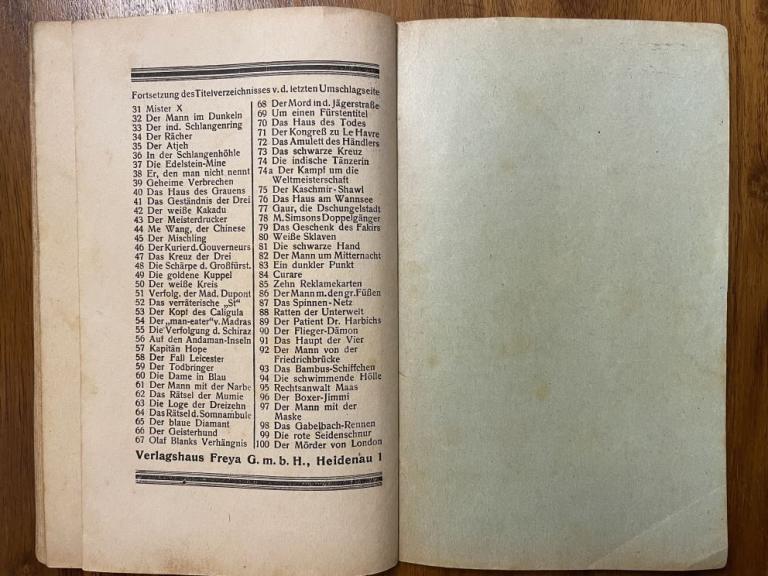 Fortsetzung des Titelverzeichnisses v. d. letzten Umschlagseite
31 Mister X
32 Der Mann im Dunkeln
33 Der ind. Schlangenring
34 Der Rächer
35 Der Atjeh
36 In der Schlangenhöhle
37 Die Edelstein-Mine
38 Er, den man nicht nennt
39 Geheime Verbrechen
40 Das Haus des Grauens
41 Das Geständnis der Drei
42 Der weiße Kakadu
43 Der Meisterdrucker
44 Me Wang, der Chinese
45 Der Mischling
46 Der Kurier d. Gouverneurs
47 Das Kreuz der Drei
48 Die Schärpe d. Großfürst.
49 Die goldene Kuppel
50 Der weiße Kreis
51 Verfolg. der Mad. Dupont
52 Das verräterische „St“
53 Der Kopf des Caligula
54 Der „man-eater“ v. Madras
55 Die Verfolgung d. Schiraz
56 Auf den Andaman-Inseln
57 Kapitän Hope
58 Der Fall Leicester
59 Der Todbringer
60 Die Dame in Blau
61 Der Mann mit der Narbe
62 Das Rätsel der Mumie
63 Die Loge der Dreizehn
64 Das Rätsel d. Somnambule
65 Der blaue Diamant
66 Der Geisterhund
67 Olaf Blanks Verhängnis
68 Der Mord in d. Jägerstraße
69 Um einen Fürstentitel
70 Das Haus des Todes
71 Der Kongreß zu Le Havre
72 Das Amulett des Händlers
73 Das schwarze Kreuz
74 Die indische Tänzerin
74a Der Kampf um die
Weltmeisterschaft
75 Der Kaschmir-Shawl
76 Das Haus am Wannsee
77 Gaur, die Dschungelstadt
78 M. Simsons Doppelgänger
79 Das Geschenk des Fakirs
80 Weiße Sklaven
81 Die schwarze Hand
82 Der Mann um Mitternacht
83 Ein dunkler Punkt
84 Curare
85 Zehn Reklamekarten
86 Der Mann m. den gr. Füßen
87 Das Spinnen-Netz
88 Ratten der Unterwelt
89 Der Patient Dr. Harbichs
90 Der Flieger-Dämon
91 Das Haupt der Vier
92 Der Mann von der
Friedrichbrücke
93 Das Bambus-Schiffchen
94 Die schwimmende Hölle
95 Rechtsanwalt Maas
96 Der Boxer-Jimmi
97 Der Mann mit der
Maske
98 Das Gabelbach-Rennen
99 Die rote Seidenschnur
100 Der Mörder von London
Verlagshaus Freya G. m. b. H., Heidenau 1